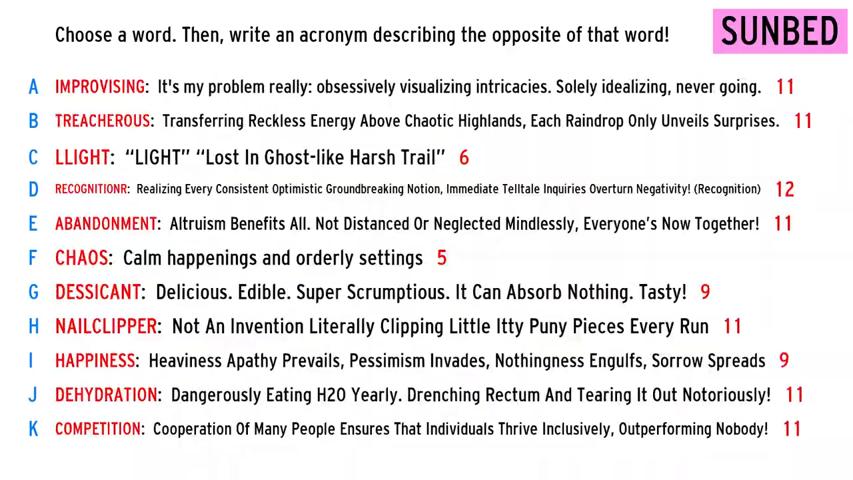 Choose a word. Then, write an acronym describing the opposite of that word!
SUNBED
A IMPROVISING: It's my problem really: obsessively visualizing intricacies. Solely idealizing, never going. 11
B TREACHEROUS: Transferring Reckless Energy Above Chaotic Highlands, Each Raindrop Only Unveils Surprises. 11
C LLIGHT: “LIGHT” “Lost In Ghost-like Harsh Trail” 6
D RECOGNITIONR: Realizing Every Consistent Optimistic Groundbreaking Notion, Immediate Telltale Inquiries Overturn Negativity! (Recognition) 12
E ABANDONMENT: Altruism Benefits All. Not Distanced Or Neglected Mindlessly, Everyone’s Now Together! 11
F CHAOS: Calm happenings and orderly settings 5
G DESSICANT: Delicious. Edible. Super Scrumptious. It Can Absorb Nothing. Tasty! 9
H NAILCLIPPER: Not An Invention Literally Clipping Little Itty Puny Pieces Every Run 11
I HAPPINESS: Heaviness Apathy Prevails, Pessimism Invades, Nothingness Engulfs, Sorrow Spreads 9
J DEHYDRATION: Dangerously Eating H20 Yearly. Drenching Rectum And Tearing It Out Notoriously! 11
K COMPETITION: Cooperation Of Many People Ensures That Individuals Thrive Inclusively, Outperforming Nobody! 11